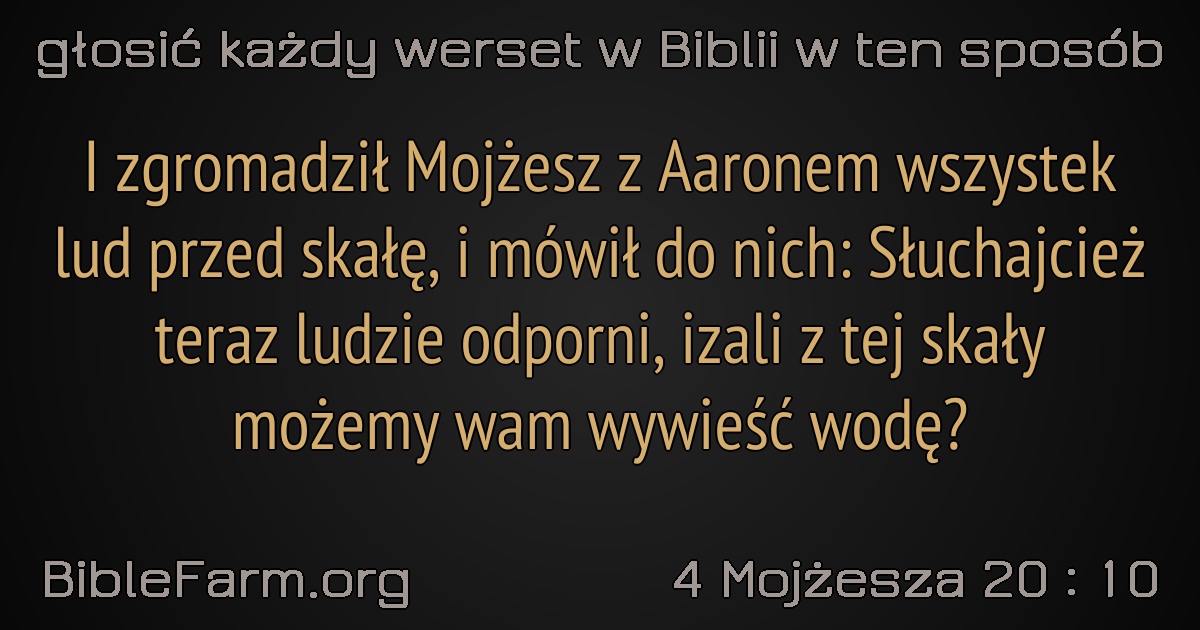 głosić każdy werset w Biblii w ten sposób
I zgromadził Mojżesz z Aaronem wszystek
lud przed skałę, i mówił do nich: Słuchajcież
teraz ludzie odporni, izali z tej skały
możemy wam wywieść wodę?
BibleFarm.org
4 Mojżesza 20 : 10